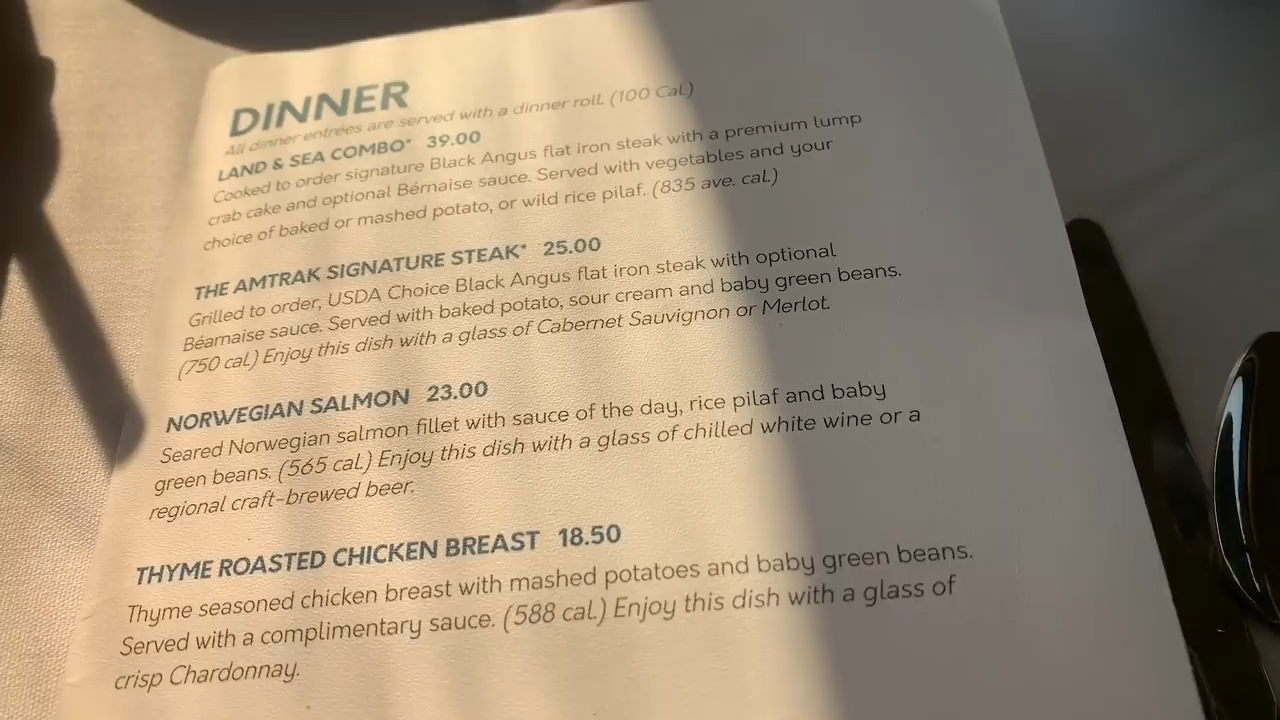 DINNER
All dinner entrées are served with a dinner roll. (100 Cal.)
LAND & SEA COMBO* 39.00
Cooked to order signature Black Angus flat iron steak with a premium lump
crab cake and optional Bérnaise sauce. Served with vegetables and your
choice of baked or mashed potato, or wild rice pilaf. (835 ave. cal.)
THE AMTRAK SIGNATURE STEAK* 25.00
Grilled to order, USDA Choice Black Angus flat iron steak with optional
Béarnaise sauce. Served with baked potato, sour cream and baby green beans.
(750 cal.) Enjoy this dish with a glass of Cabernet Sauvignon or Merlot.
NORWEGIAN SALMON 23.00
Seared Norwegian salmon fillet with sauce of the day, rice pilaf and baby
green beans. (565 cal.) Enjoy this dish with a glass of chilled white wine or a
regional craft-brewed beer.
THYME ROASTED CHICKEN BREAST 18.50
Thyme seasoned chicken breast with mashed potatoes and baby green beans.
Served with a complimentary sauce. (588 cal.) Enjoy this dish with a glass of
crisp Chardonnay.